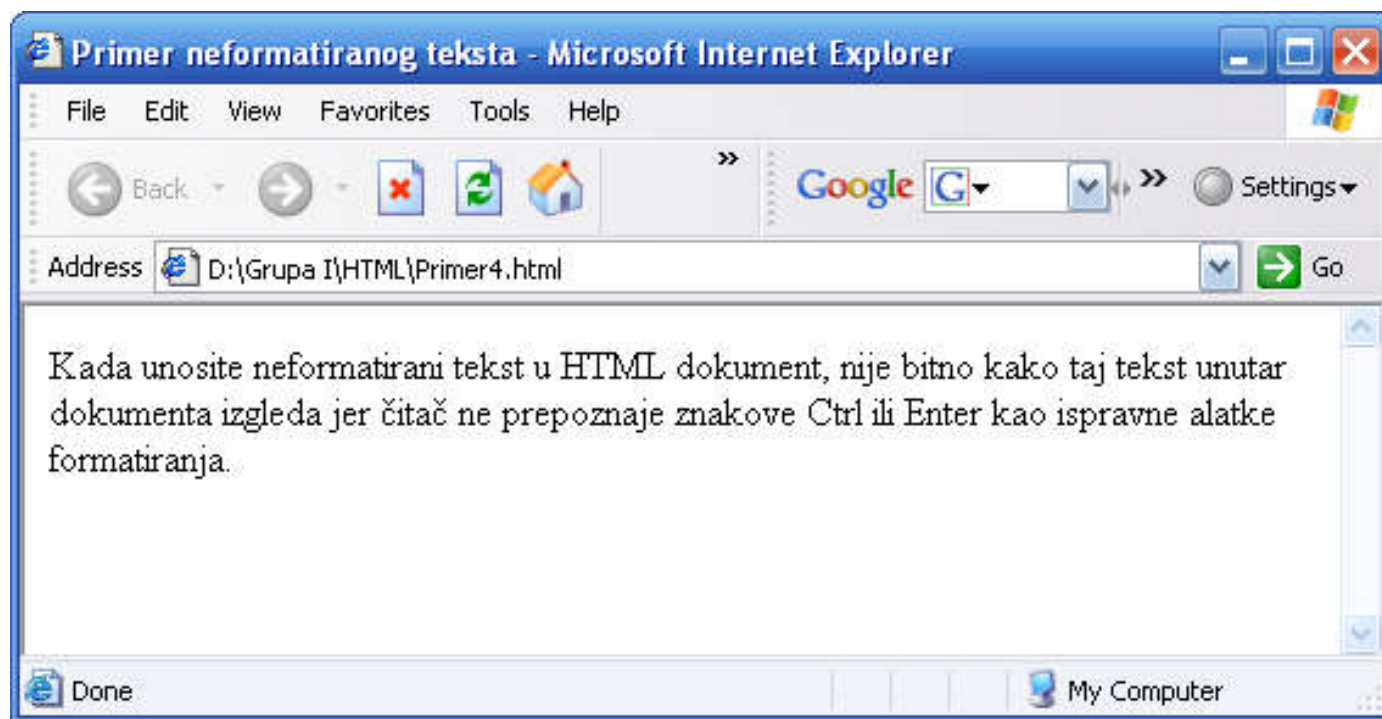 Primer neformatiranog teksta - Microsoft Internet Explorer
File Edit View Favorites Tools Help
Back » Google G » Settings
Address D:\Grupa I\HTML\Primer4.html Go
Kada unosite neformatirani tekst u HTML dokument, nije bitno kako taj tekst unutar
dokumenta izgleda jer čitač ne prepoznaje znakove Ctrl ili Enter kao ispravne alatke
formatiranja.
Done My Computer